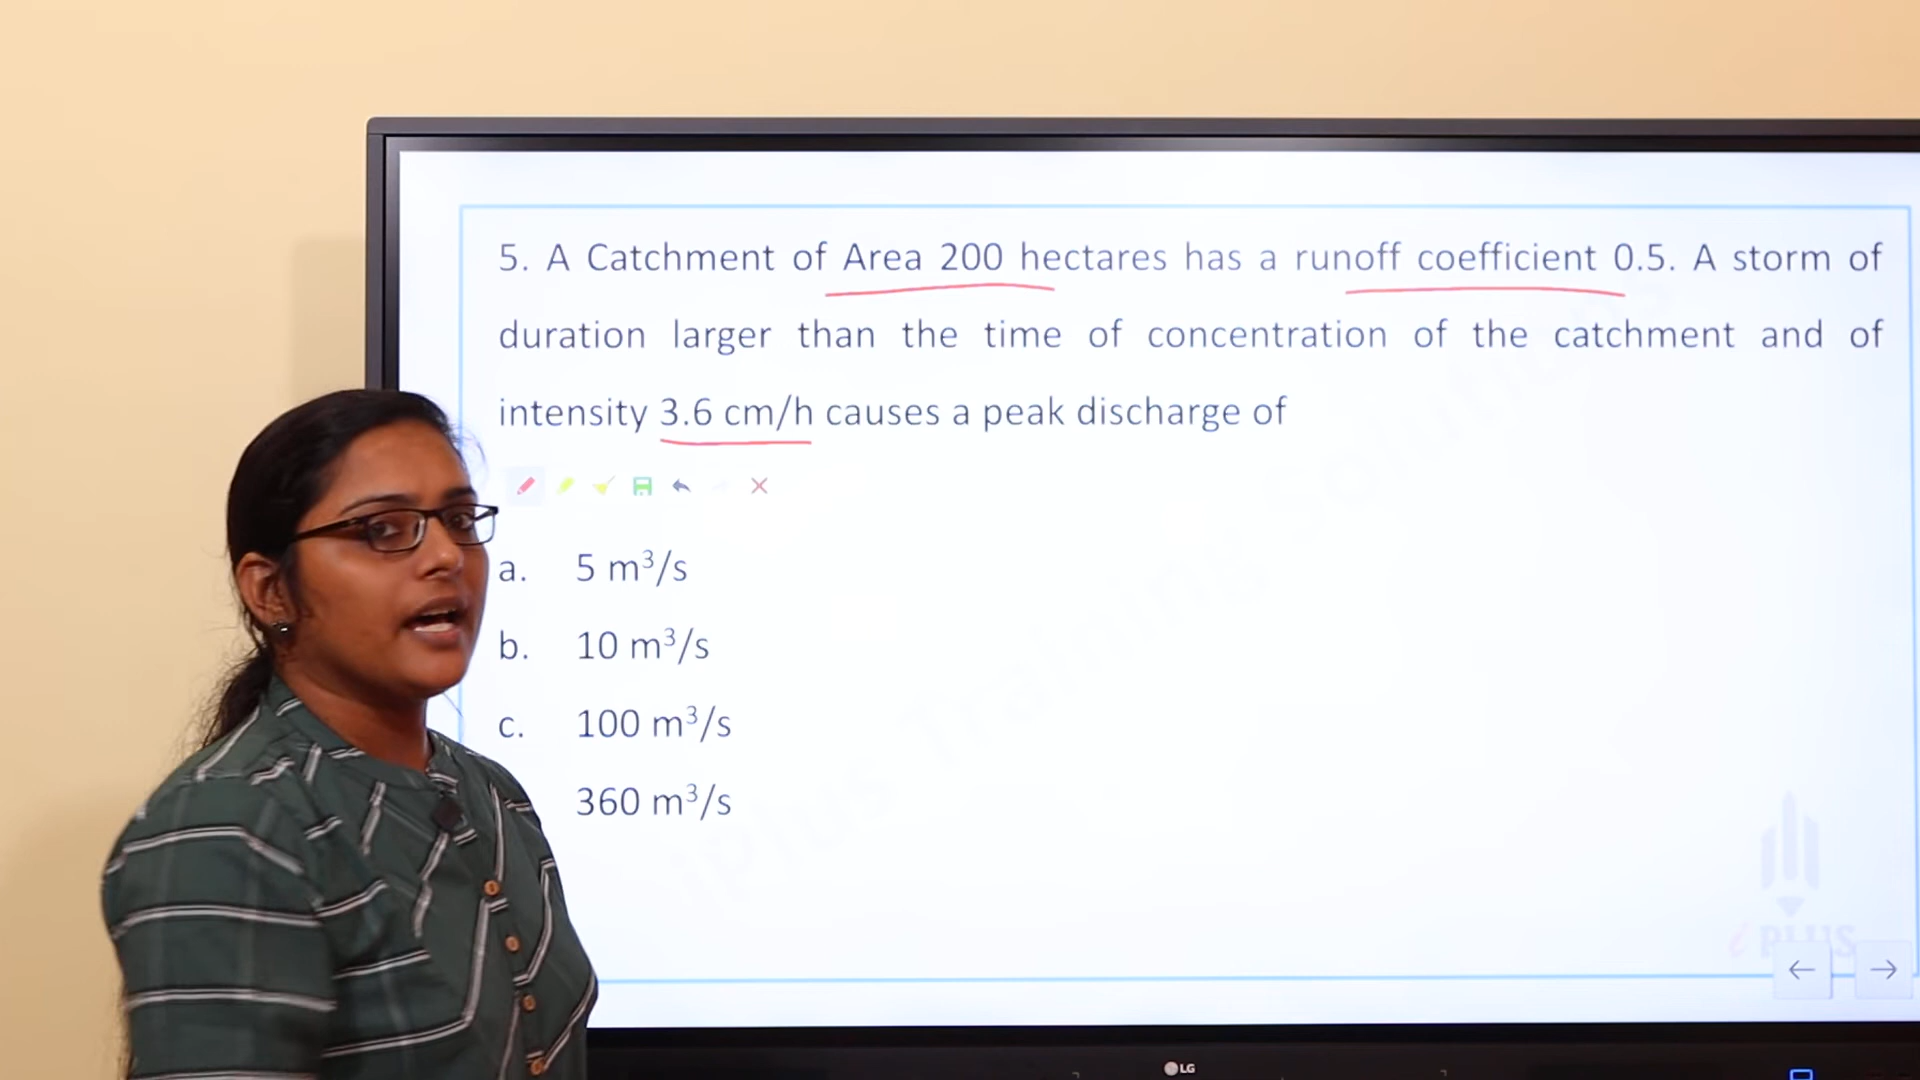 5. A Catchment of Area 200 hectares has a runoff coefficient 0.5. A storm of
duration larger than the time of concentration of the catchment and of
intensity 3.6 cm/h causes a peak discharge of
a. 5 m³/s
b. 10 m³/s
c. 100 m³/s
360 m³/s
iPLUS
LG